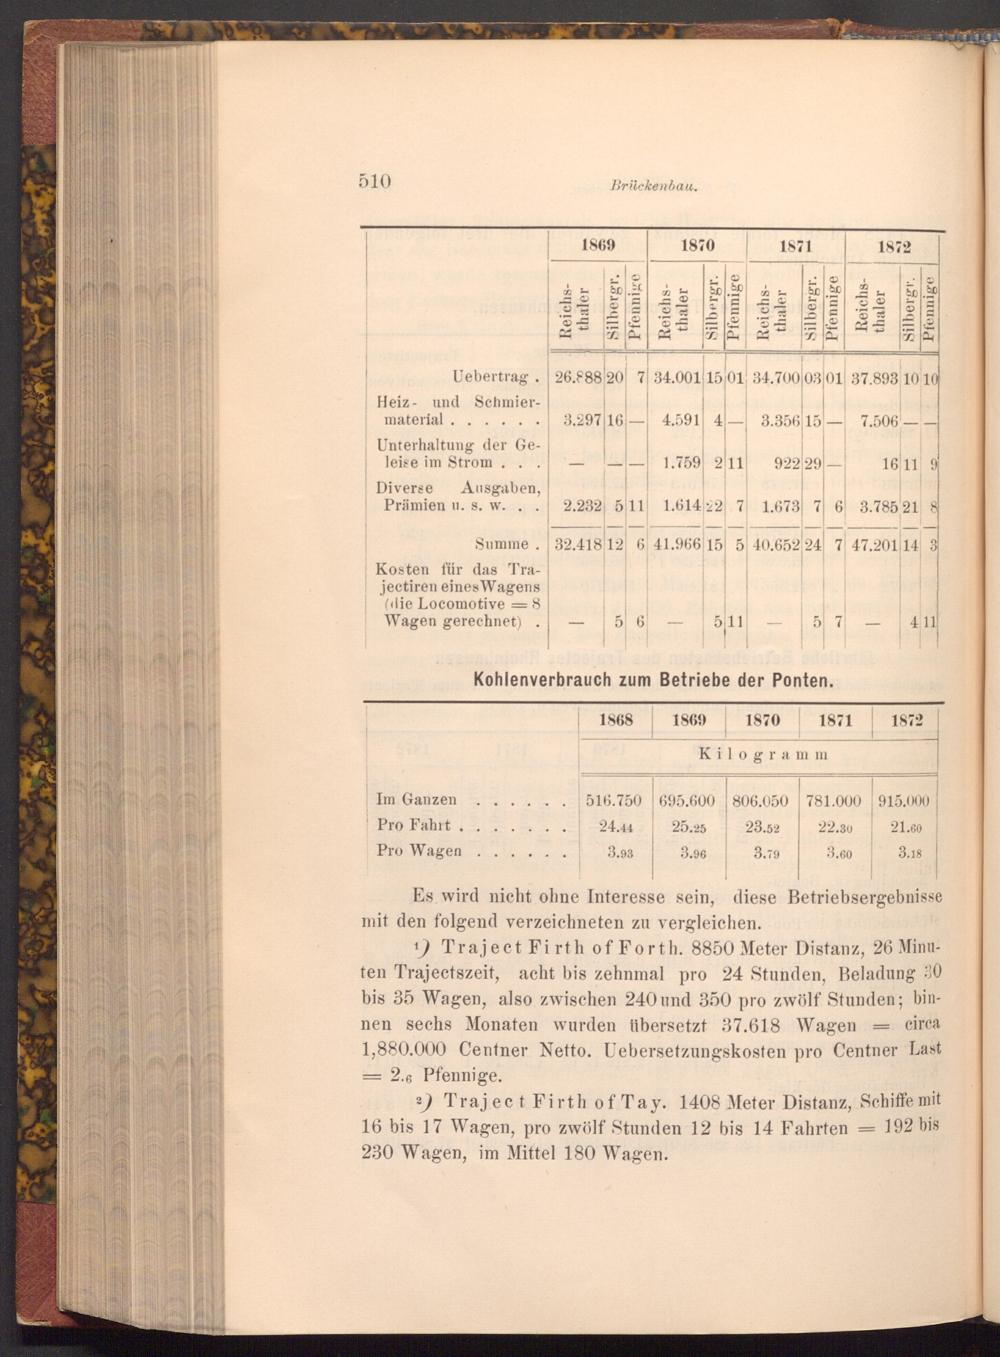 510 Brückenbau.
1869 1870 1871 1872
Reichs-thaler Silbergr. Pfennige Reichs-thaler Silbergr. Pfennige Reichs-thaler Silbergr. Pfennige Reichs-thaler Silbergr. Pfennige
Uebertrag . 26.888 20 7 34.001 15 01 34.700 03 01 37.893 10 10
Heiz- und Schmier-
material . . . . . . 3.297 16 — 4.591 4 — 3.356 15 — 7.506 — —
Unterhaltung der Ge-
leise im Strom . . . — — — 1.759 2 11 922 29 — 16 11 9
Diverse Ausgaben,
Prämien u. s. w. . . 2.232 5 11 1.614 22 7 1.673 7 6 3.785 21 8
Summe . 32.418 12 6 41.966 15 5 40.652 24 7 47.201 14 3
Kosten für das Tra-
jectiren eines Wagens
(die Locomotive = 8
Wagen gerechnet) . — 5 6 — 5 11 — 5 7 — 4 11
Kohlenverbrauch zum Betriebe der Ponten.
1868 1869 1870 1871 1872
Kilogramm
Im Ganzen . . . . . . 516.750 695.600 806.050 781.000 915.000
Pro Fahrt . . . . . . . 24.44 25.25 23.52 22.30 21.60
Pro Wagen . . . . . . 3.93 3.96 3.79 3.60 3.18
Es wird nicht ohne Interesse sein, diese Betriebsergebnisse
mit den folgend verzeichneten zu vergleichen.
1) Traject Firth of Forth. 8850 Meter Distanz, 26 Minu-
ten Trajectszeit, acht bis zehnmal pro 24 Stunden, Beladung 30
bis 35 Wagen, also zwischen 240 und 350 pro zwölf Stunden; bin-
nen sechs Monaten wurden übersetzt 37.618 Wagen = circa
1,880.000 Centner Netto. Uebersetzungskosten pro Centner Last
= 2.6 Pfennige.
2) Traject Firth of Tay. 1408 Meter Distanz, Schiffe mit
16 bis 17 Wagen, pro zwölf Stunden 12 bis 14 Fahrten = 192 bis
230 Wagen, im Mittel 180 Wagen.